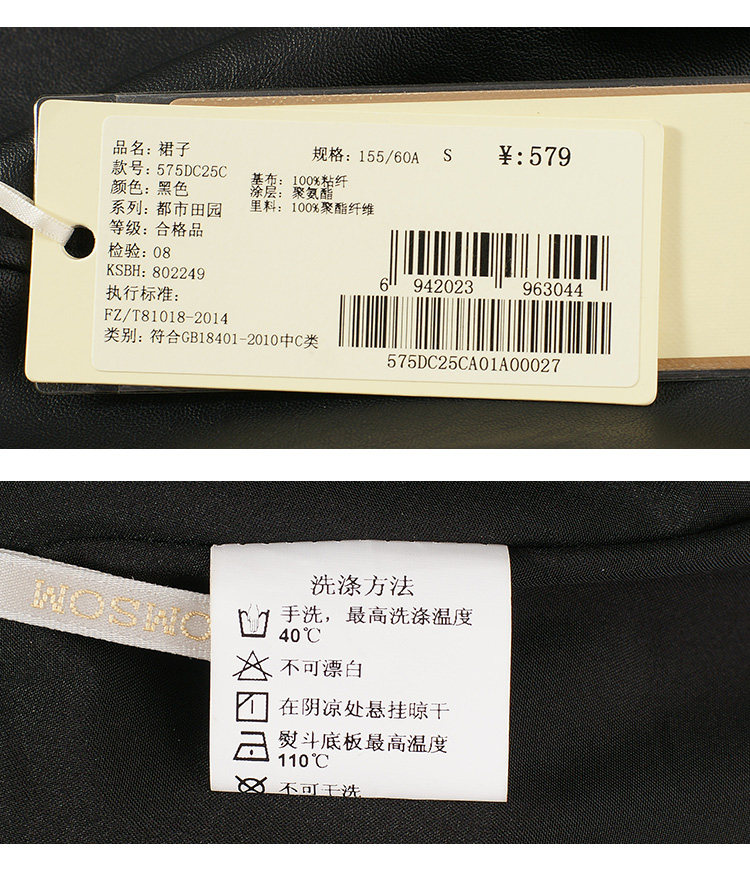 品名: 裙子
规格: 155/60A S ¥:579
款号: 575DC25C
颜色: 黑色
系列: 都市田园
等级: 合格品
检验: 08
KSBH: 802249
执行标准:
FZ/T81018-2014
类别: 符合GB18401-2010中C类
基布: 100%粘纤
涂层: 聚氨酯
里料: 100%聚酯纤维
6 942023 963044
575DC25CA01A00027
MOSMOSOM
洗涤方法
手洗，最高洗涤温度
40℃
不可漂白
在阴凉处悬挂晾干
熨斗底板最高温度
110℃
不可干洗